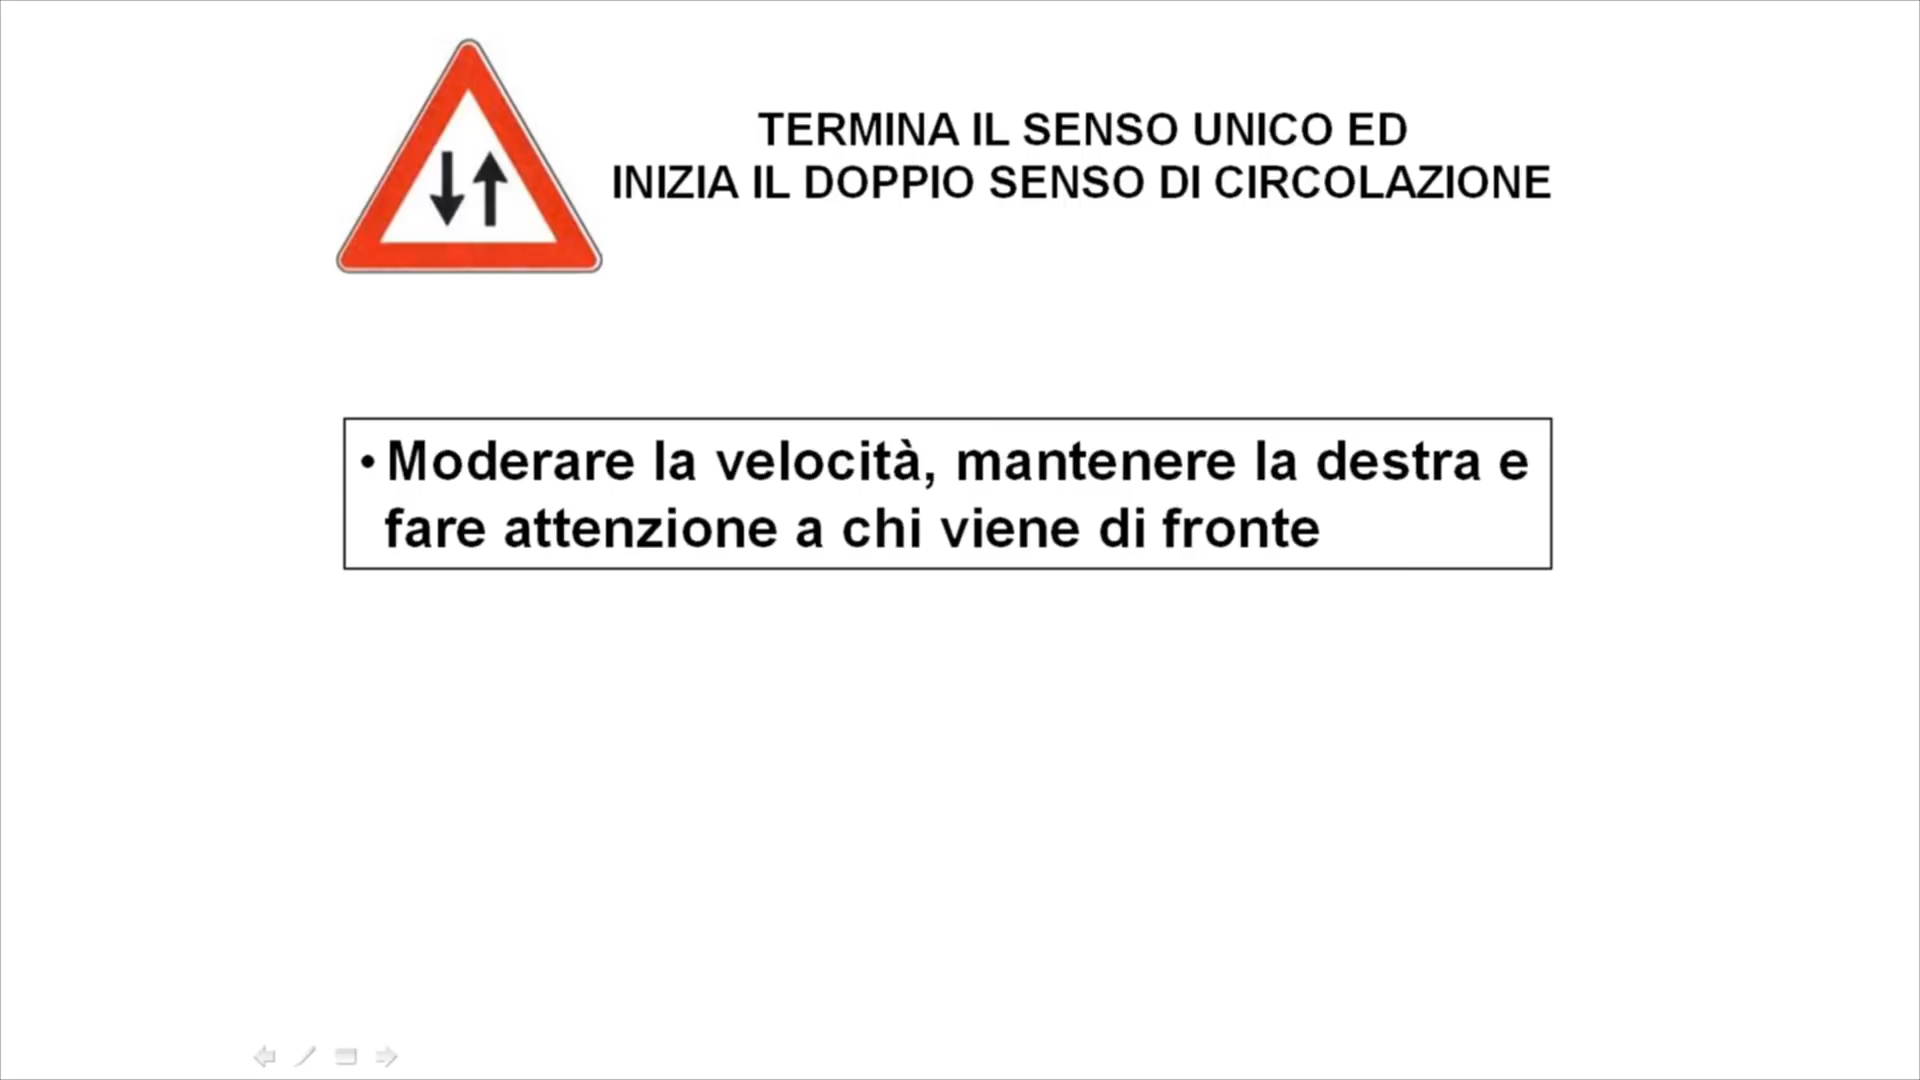 TERMINA IL SENSO UNICO ED
INIZIA IL DOPPIO SENSO DI CIRCOLAZIONE
• Moderare la velocità, mantenere la destra e
fare attenzione a chi viene di fronte